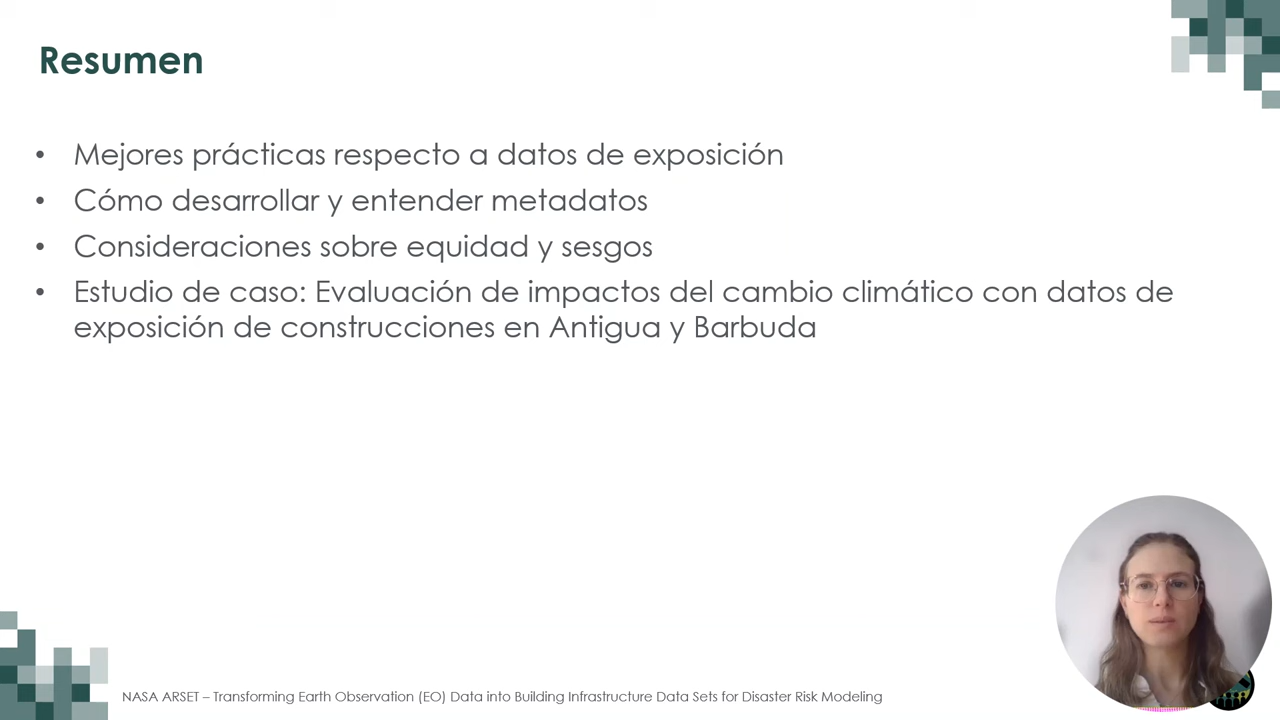 Resumen
• Mejores prácticas respecto a datos de exposición
• Cómo desarrollar y entender metadatos
• Consideraciones sobre equidad y sesgos
• Estudio de caso: Evaluación de impactos del cambio climático con datos de
exposición de construcciones en Antigua y Barbuda
NASA ARSET – Transforming Earth Observation (EO) Data into Building Infrastructure Data Sets for Disaster Risk Modeling